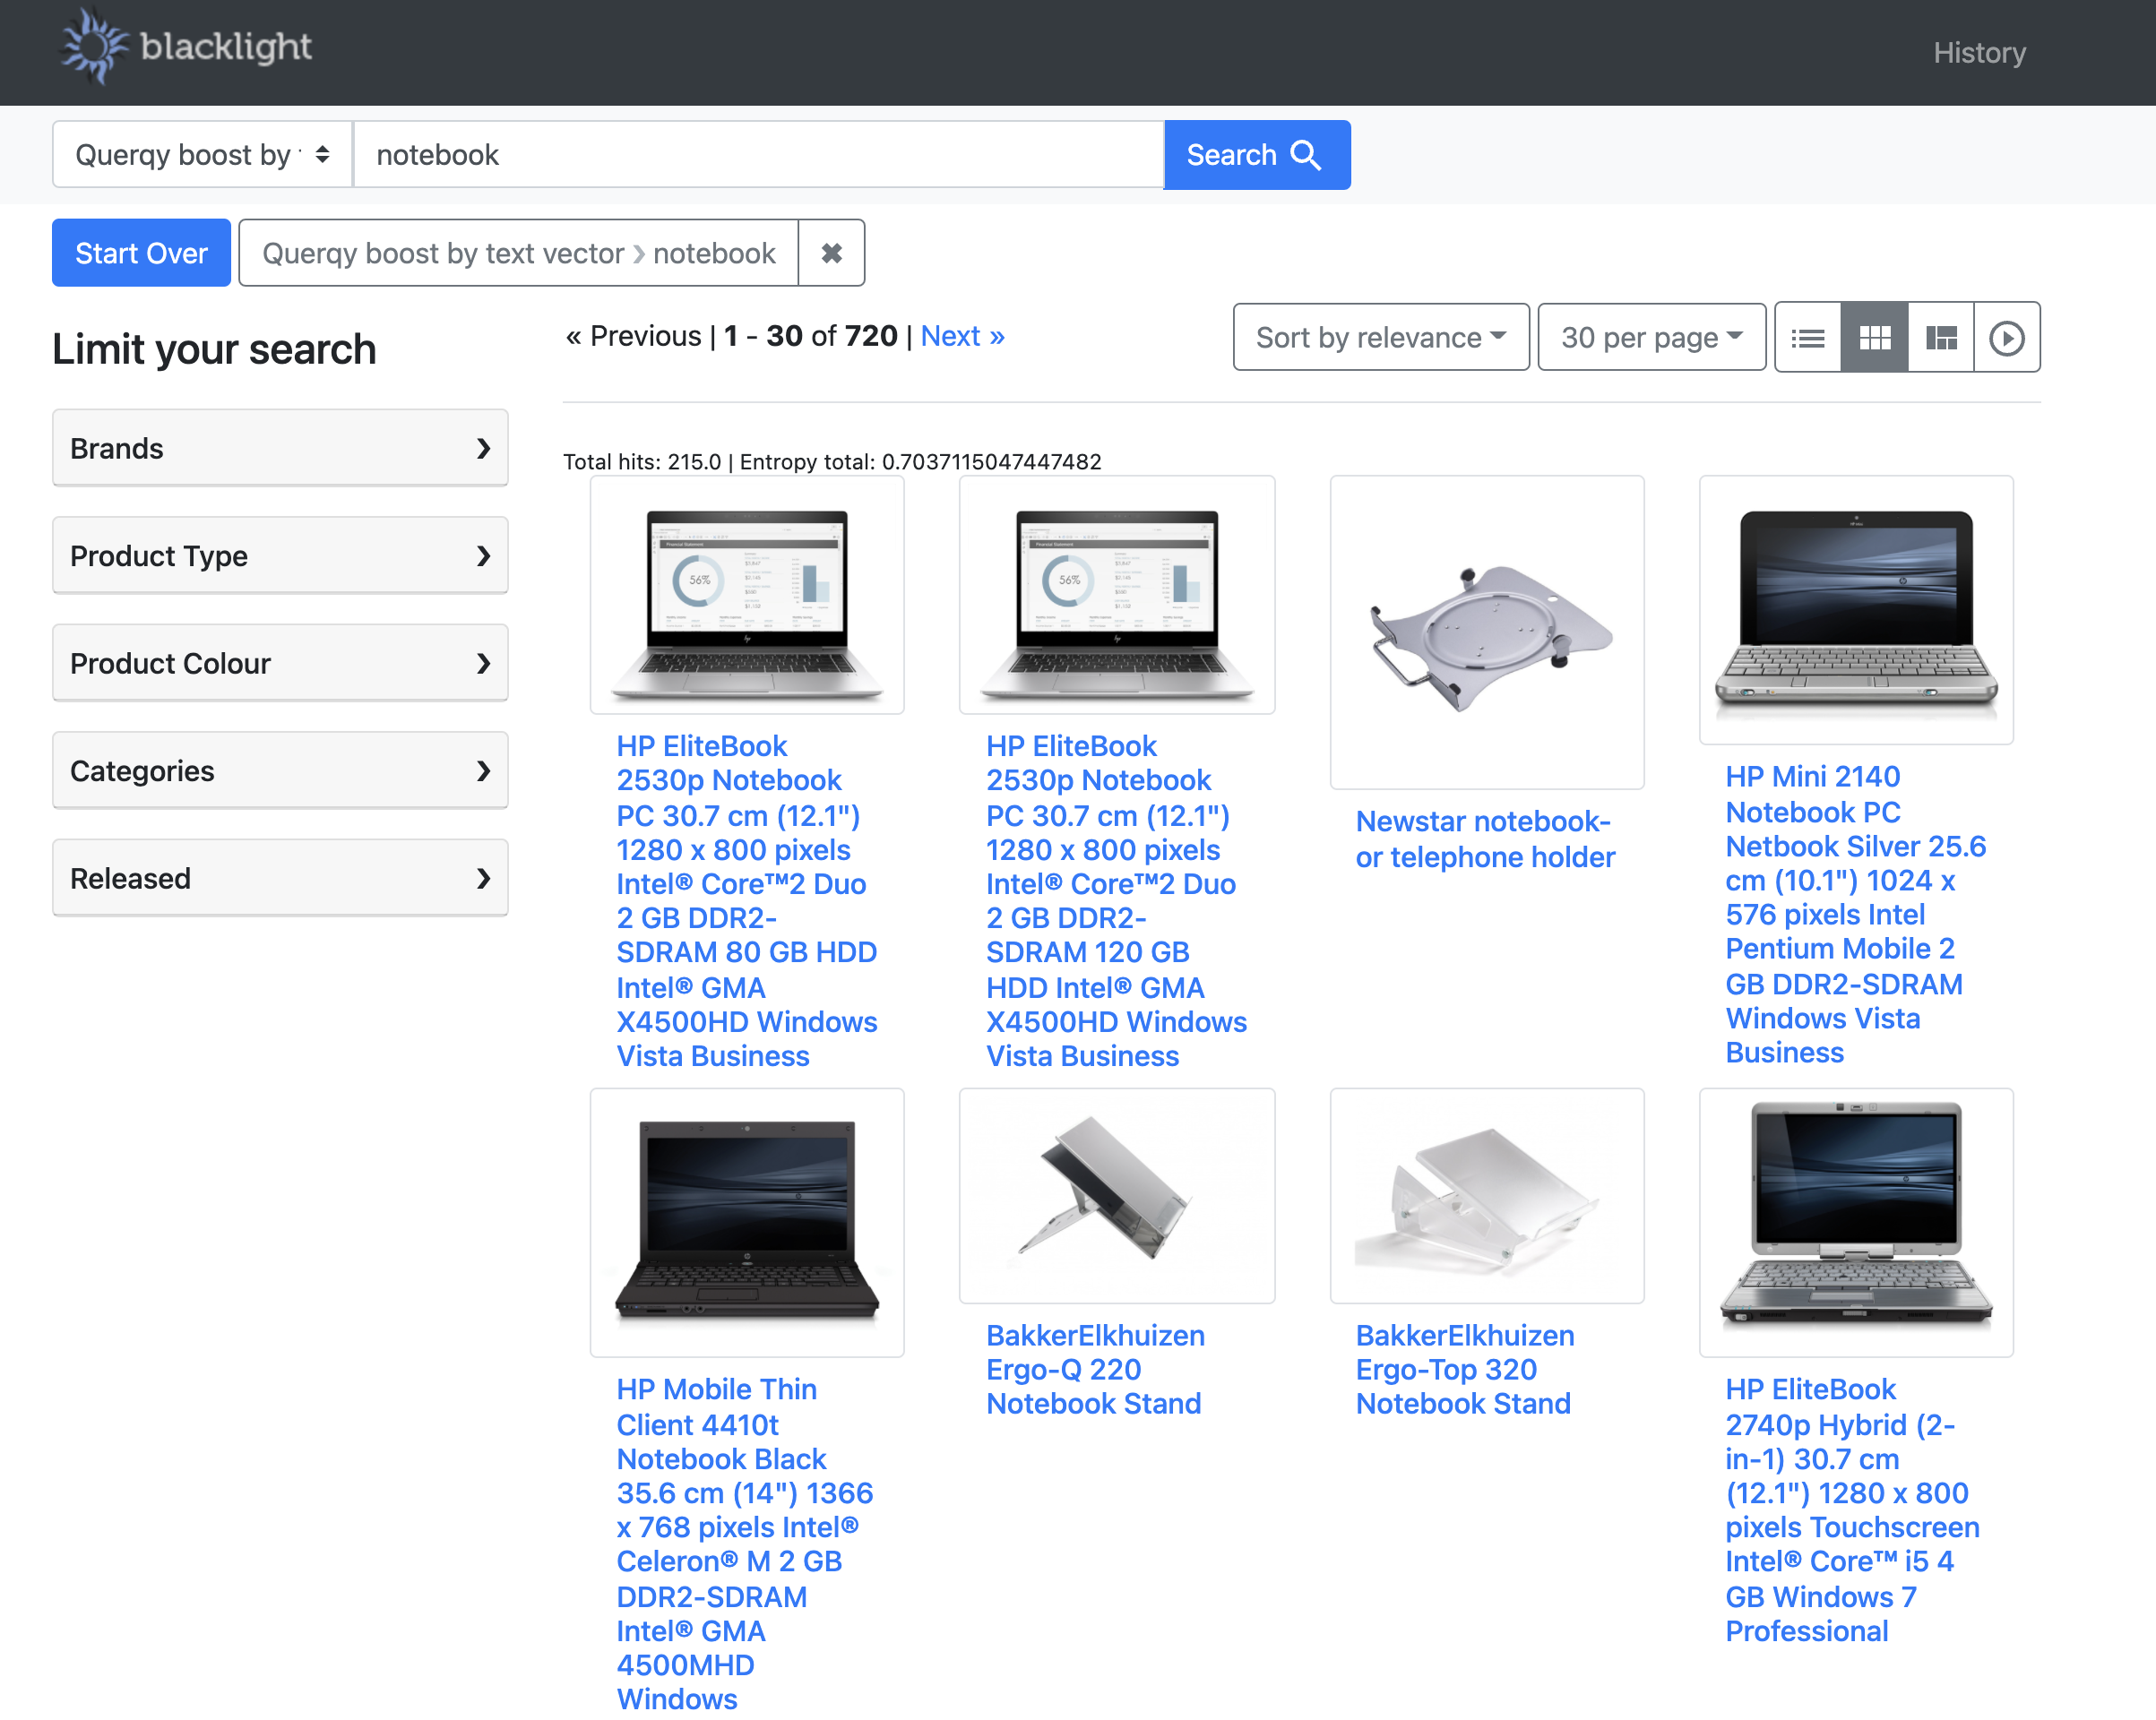 blacklight
History
Querqy boost by
notebook
Search
Start Over
Querqy boost by text vector ❯ notebook ✖
Limit your search
« Previous | 1 - 30 of 720 | Next »
Sort by relevance
30 per page
Brands
Product Type
Product Colour
Categories
Released
Total hits: 215.0 | Entropy total: 0.7037115047447482
Financial Statement
56%
HP EliteBook
2530p Notebook
PC 30.7 cm (12.1")
1280 x 800 pixels
Intel® Core™2 Duo
2 GB DDR2-
SDRAM 80 GB HDD
Intel® GMA
X4500HD Windows
Vista Business
Financial Statement
56%
HP EliteBook
2530p Notebook
PC 30.7 cm (12.1")
1280 x 800 pixels
Intel® Core™2 Duo
2 GB DDR2-
SDRAM 120 GB
HDD Intel® GMA
X4500HD Windows
Vista Business
Newstar notebook-
or telephone holder
HP Mini 2140
Notebook PC
Netbook Silver 25.6
cm (10.1") 1024 x
576 pixels Intel
Pentium Mobile 2
GB DDR2-SDRAM
Windows Vista
Business
HP Mobile Thin
Client 4410t
Notebook Black
35.6 cm (14") 1366
x 768 pixels Intel®
Celeron® M 2 GB
DDR2-SDRAM
Intel® GMA
4500MHD
Windows
BakkerElkhuizen
Ergo-Q 220
Notebook Stand
BakkerElkhuizen
Ergo-Top 320
Notebook Stand
HP EliteBook
2740p Hybrid (2-
in-1) 30.7 cm
(12.1") 1280 x 800
pixels Touchscreen
Intel® Core™ i5 4
GB Windows 7
Professional